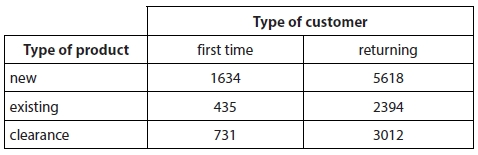 Type of customer
Type of product first time returning
new 1634 5618
existing 435 2394
clearance 731 3012